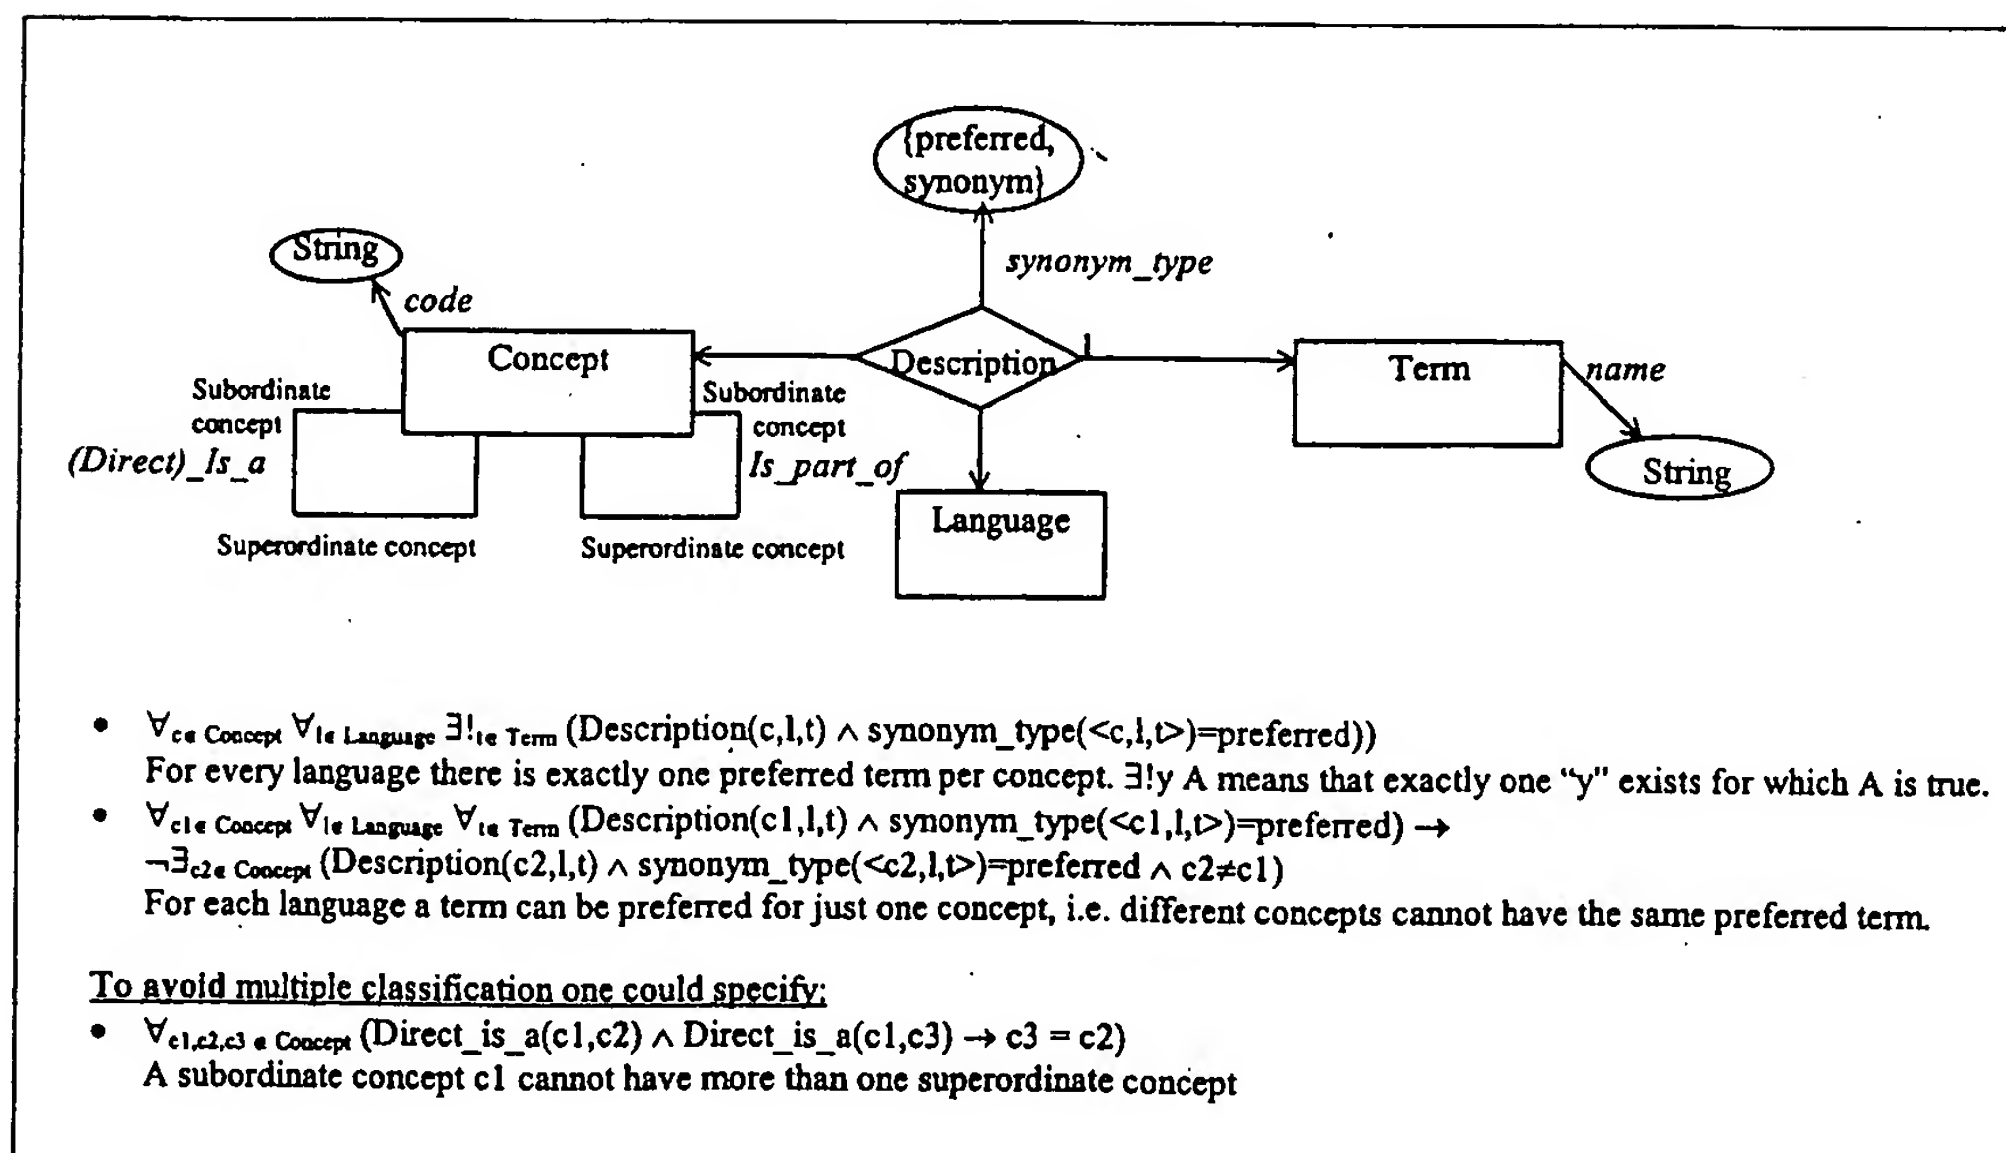 {preferred,
synonym}
String
synonym_type
code
Concept
Description
1
Term
name
Subordinate
concept
(Direct)_Is_a
Subordinate
concept
Is_part_of
String
Language
Superordinate concept
Superordinate concept
• ∀c∈ Concept ∀l∈ Language ∃!t∈ Term (Description(c,l,t) ∧ synonym_type(<c,l,t>)=preferred))
For every language there is exactly one preferred term per concept. ∃!y A means that exactly one “y” exists for which A is true.
• ∀c1∈ Concept ∀l∈ Language ∀t∈ Term (Description(c1,l,t) ∧ synonym_type(<c1,l,t>)=preferred) →
¬∃c2∈ Concept (Description(c2,l,t) ∧ synonym_type(<c2,l,t>)=preferred ∧ c2≠c1)
For each language a term can be preferred for just one concept, i.e. different concepts cannot have the same preferred term.
To avoid multiple classification one could specify:
• ∀c1,c2,c3 ∈ Concept (Direct_is_a(c1,c2) ∧ Direct_is_a(c1,c3) → c3 = c2)
A subordinate concept c1 cannot have more than one superordinate concept